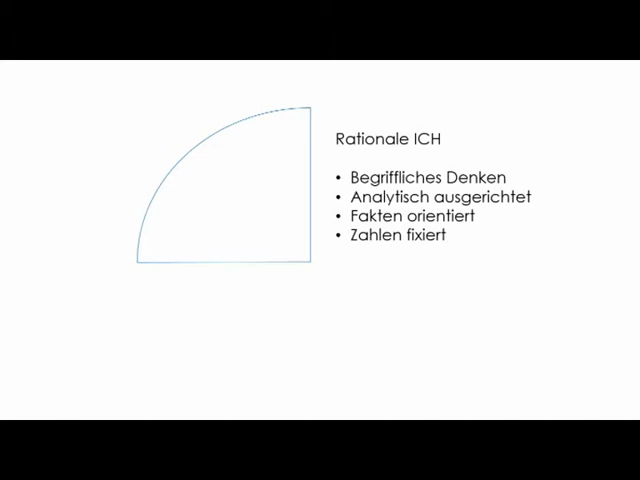 Rationale ICH
• Begriffliches Denken
• Analytisch ausgerichtet
• Fakten orientiert
• Zahlen fixiert